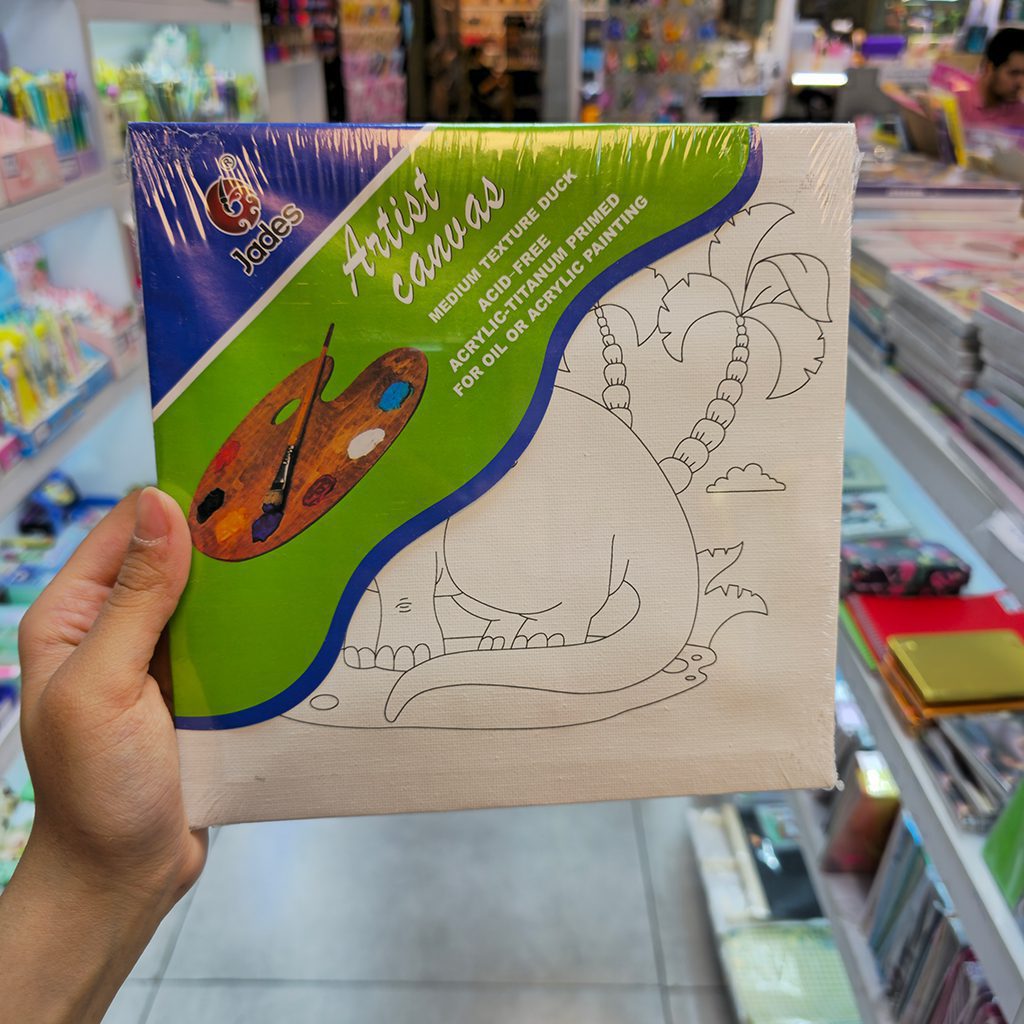 ®
Jades
Artist
canvas
MEDIUM TEXTURE DUCK
ACID-FREE
ACRYLIC-TITANUM PRIMED
FOR OIL OR ACRYLIC PAINTING